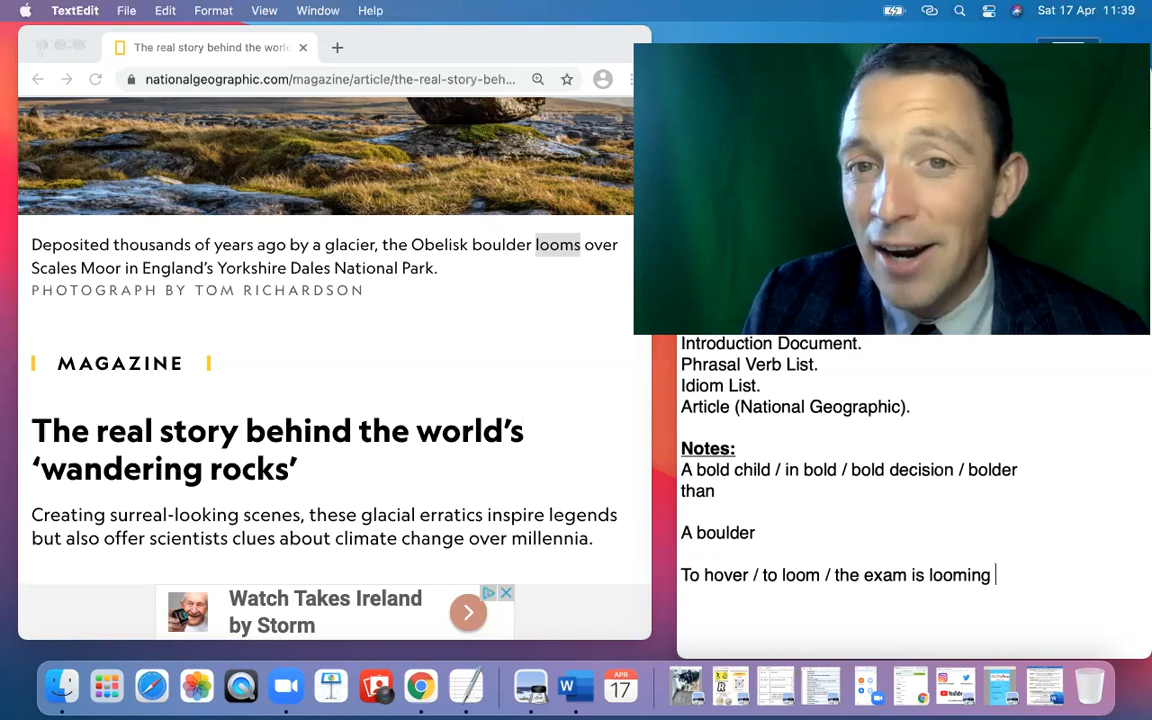 TextEdit File Edit Format View Window Help Sat 17 Apr 11:39
The real story behind the worl
nationalgeographic.com/magazine/article/the-real-story-beh...
Deposited thousands of years ago by a glacier, the Obelisk boulder looms over
Scales Moor in England's Yorkshire Dales National Park.
PHOTOGRAPH BY TOM RICHARDSON
MAGAZINE
The real story behind the world's
'wandering rocks'
Creating surreal-looking scenes, these glacial erratics inspire legends
but also offer scientists clues about climate change over millennia.
Watch Takes Ireland
by Storm
Introduction Document.
Phrasal Verb List.
Idiom List.
Article (National Geographic).
Notes:
A bold child / in bold / bold decision / bolder
than
A boulder
To hover / to loom / the exam is looming
APR
17